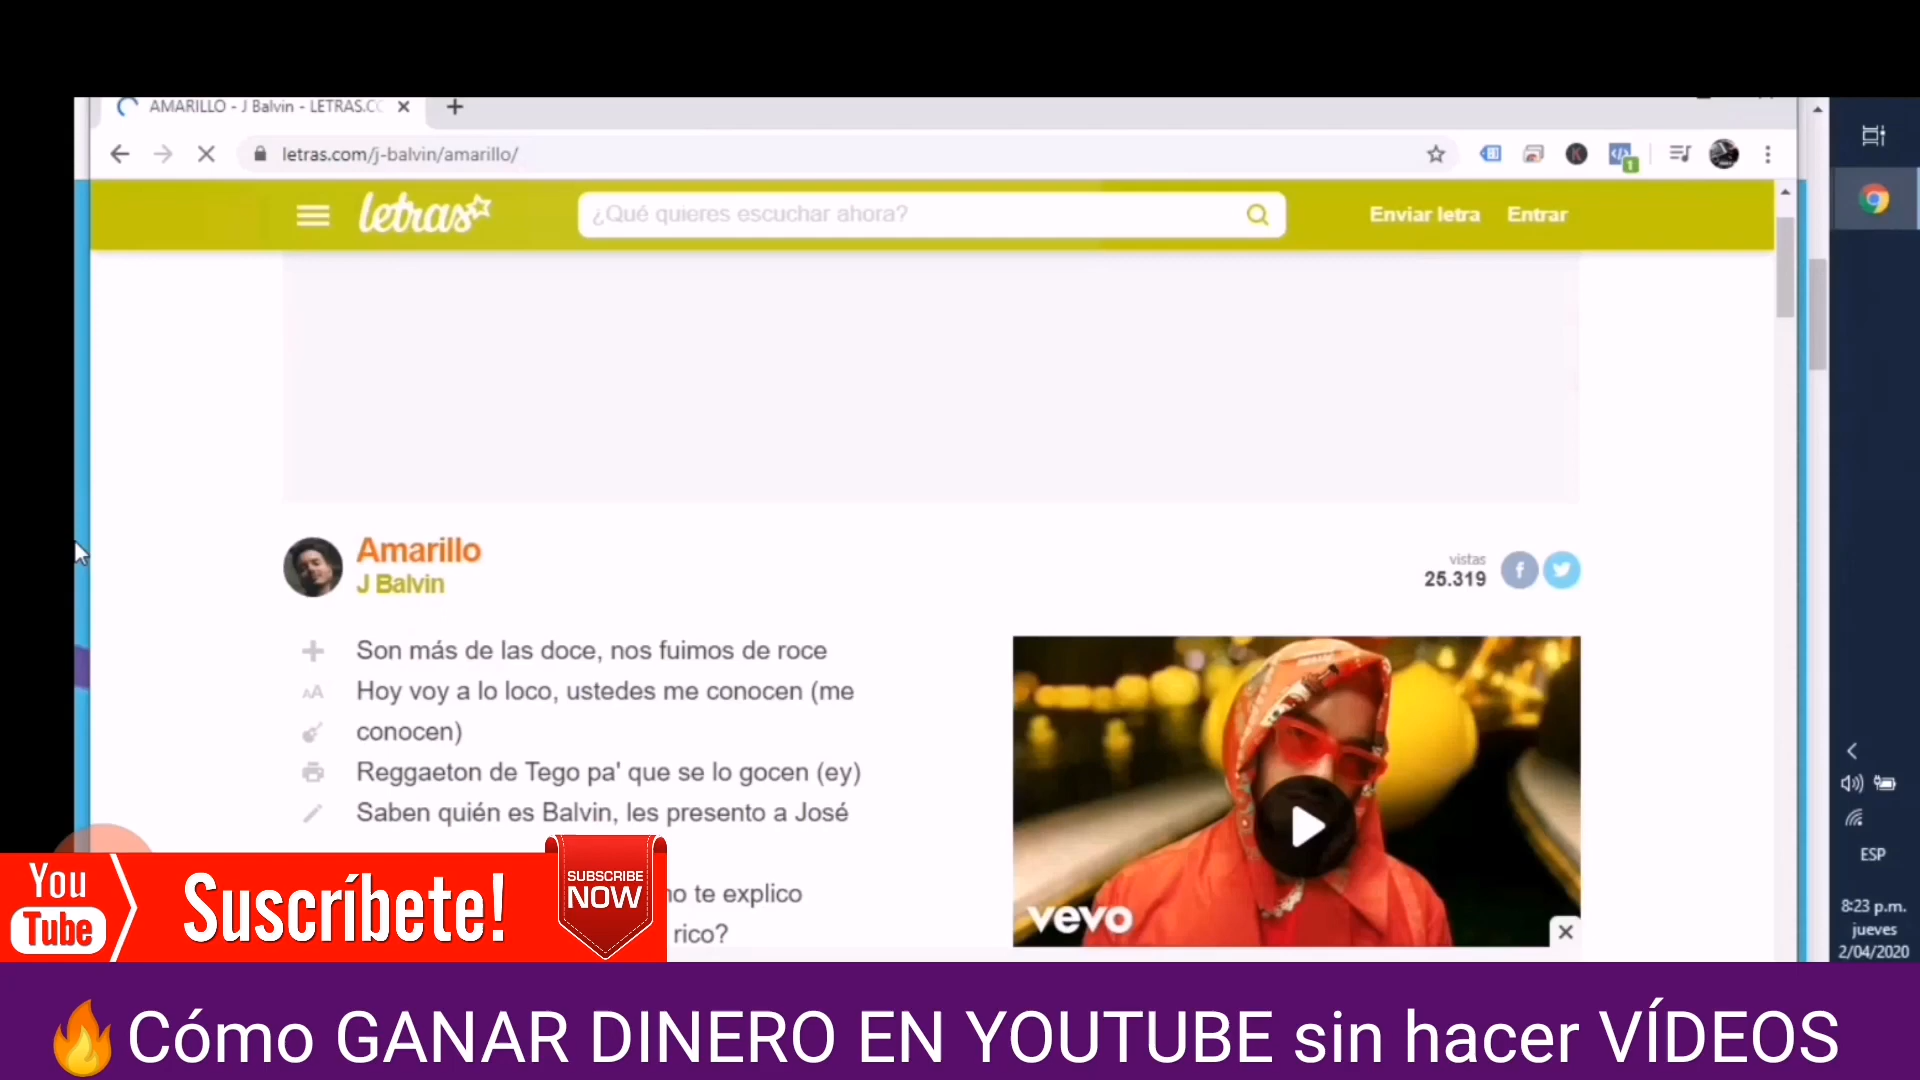 AMARILLO - J Balvin - LETRAS.CC
letras.com/j-balvin/amarillo/
1
letras
¿Qué quieres escuchar ahora?
Enviar letra
Entrar
Amarillo
J Balvin
vistas
25.319
Son más de las doce, nos fuimos de roce
AA
Hoy voy a lo loco, ustedes me conocen (me
conocen)
Reggaeton de Tego pa' que se lo gocen (ey)
Saben quién es Balvin, les presento a José
no te explico
rico?
vevo
ESP
8:23 p.m.
jueves
2/04/2020
You
Tube
Suscríbete!
SUBSCRIBE
NOW
Cómo GANAR DINERO EN YOUTUBE sin hacer VÍDEOS